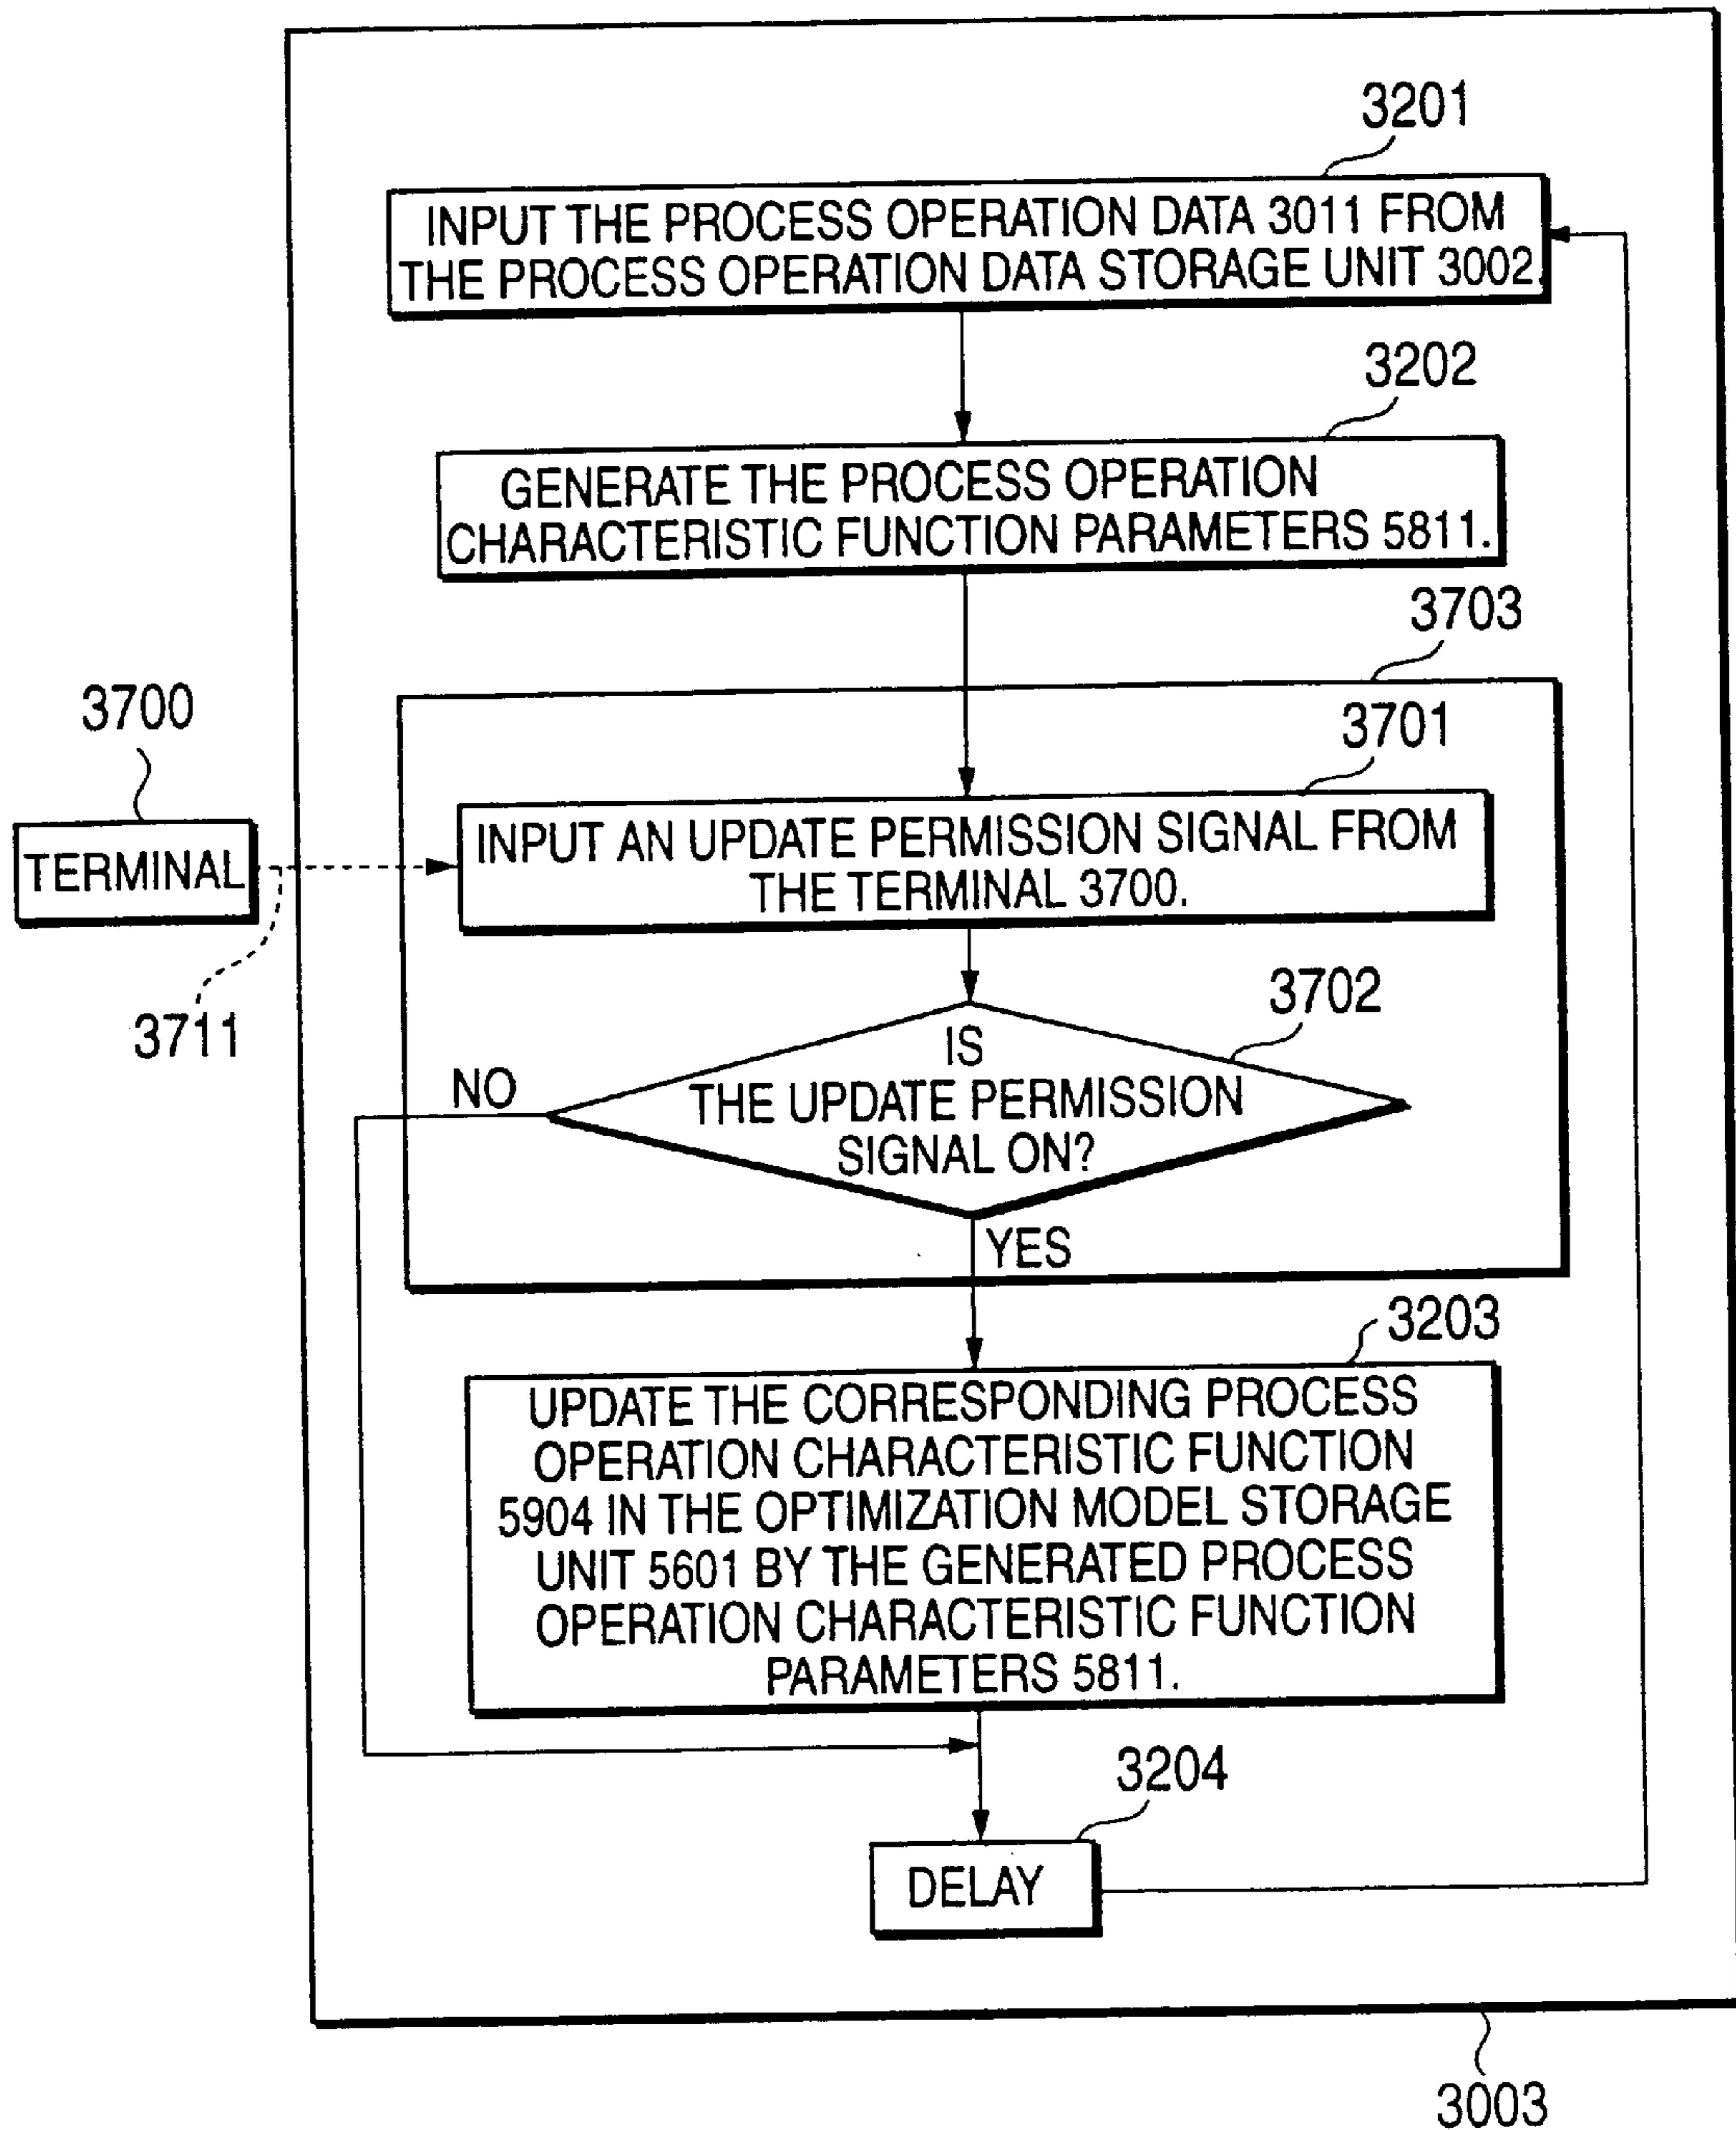 3201
INPUT THE PROCESS OPERATION DATA 3011 FROM
THE PROCESS OPERATION DATA STORAGE UNIT 3002.
3202
GENERATE THE PROCESS OPERATION
CHARACTERISTIC FUNCTION PARAMETERS 5811.
3703
3700
3701
TERMINAL
INPUT AN UPDATE PERMISSION SIGNAL FROM
THE TERMINAL 3700.
3711
3702
IS
THE UPDATE PERMISSION
SIGNAL ON?
NO
YES
3203
UPDATE THE CORRESPONDING PROCESS
OPERATION CHARACTERISTIC FUNCTION
5904 IN THE OPTIMIZATION MODEL STORAGE
UNIT 5601 BY THE GENERATED PROCESS
OPERATION CHARACTERISTIC FUNCTION
PARAMETERS 5811.
3204
DELAY
3003